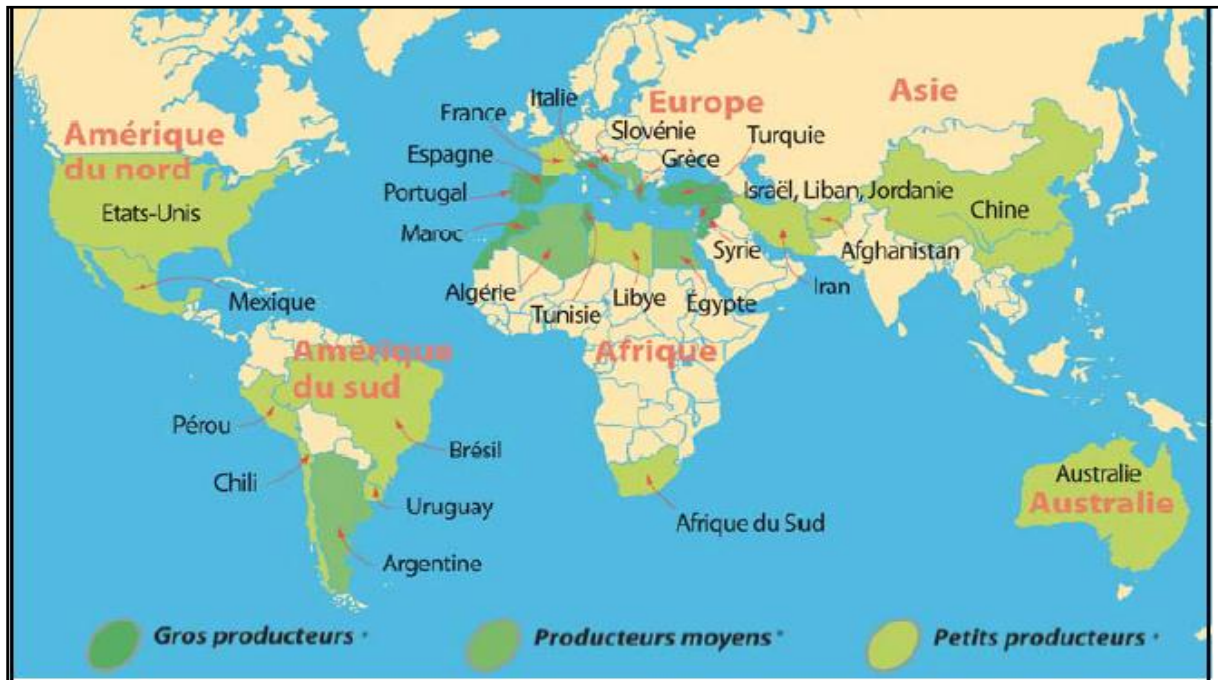 Amérique
du nord
Etats-Unis
Mexique
Amérique
du sud
Pérou
Brésil
Chili
Uruguay
Argentine
Europe
Italie
France
Slovénie
Espagne
Grèce
Turquie
Portugal
Maroc
Israël, Liban, Jordanie
Syrie
Afghanistan
Iran
Asie
Chine
Algérie
Tunisie
Libye
Égypte
Afrique
Afrique du Sud
Australie
Australie
Gros producteurs
Producteurs moyens
Petits producteurs